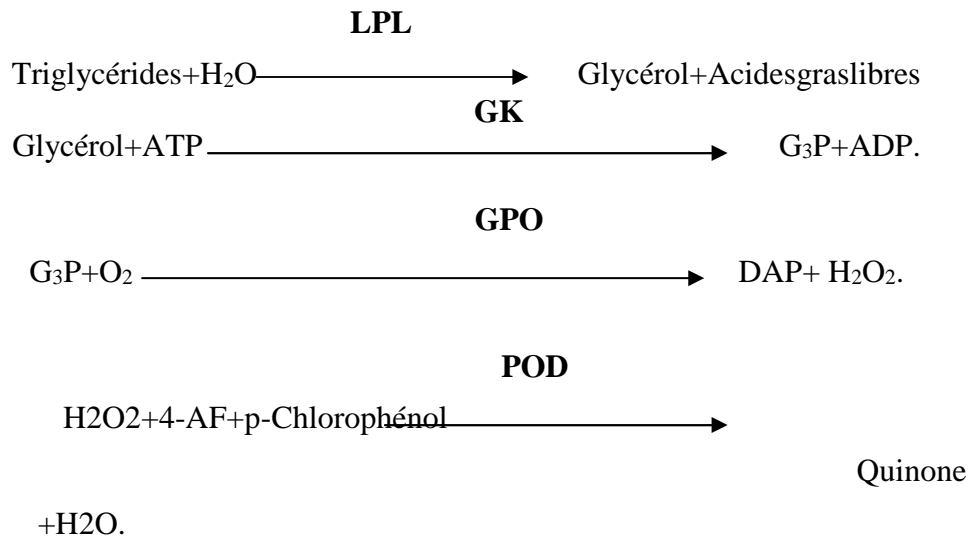 LPL
Triglycérides+H₂O Glycérol+Acidesgraslibres
GK
Glycérol+ATP G₃P+ADP.
GPO
G₃P+O₂ DAP+ H₂O₂.
POD
H2O2+4-AF+p-Chlorophénol
Quinone
+H2O.